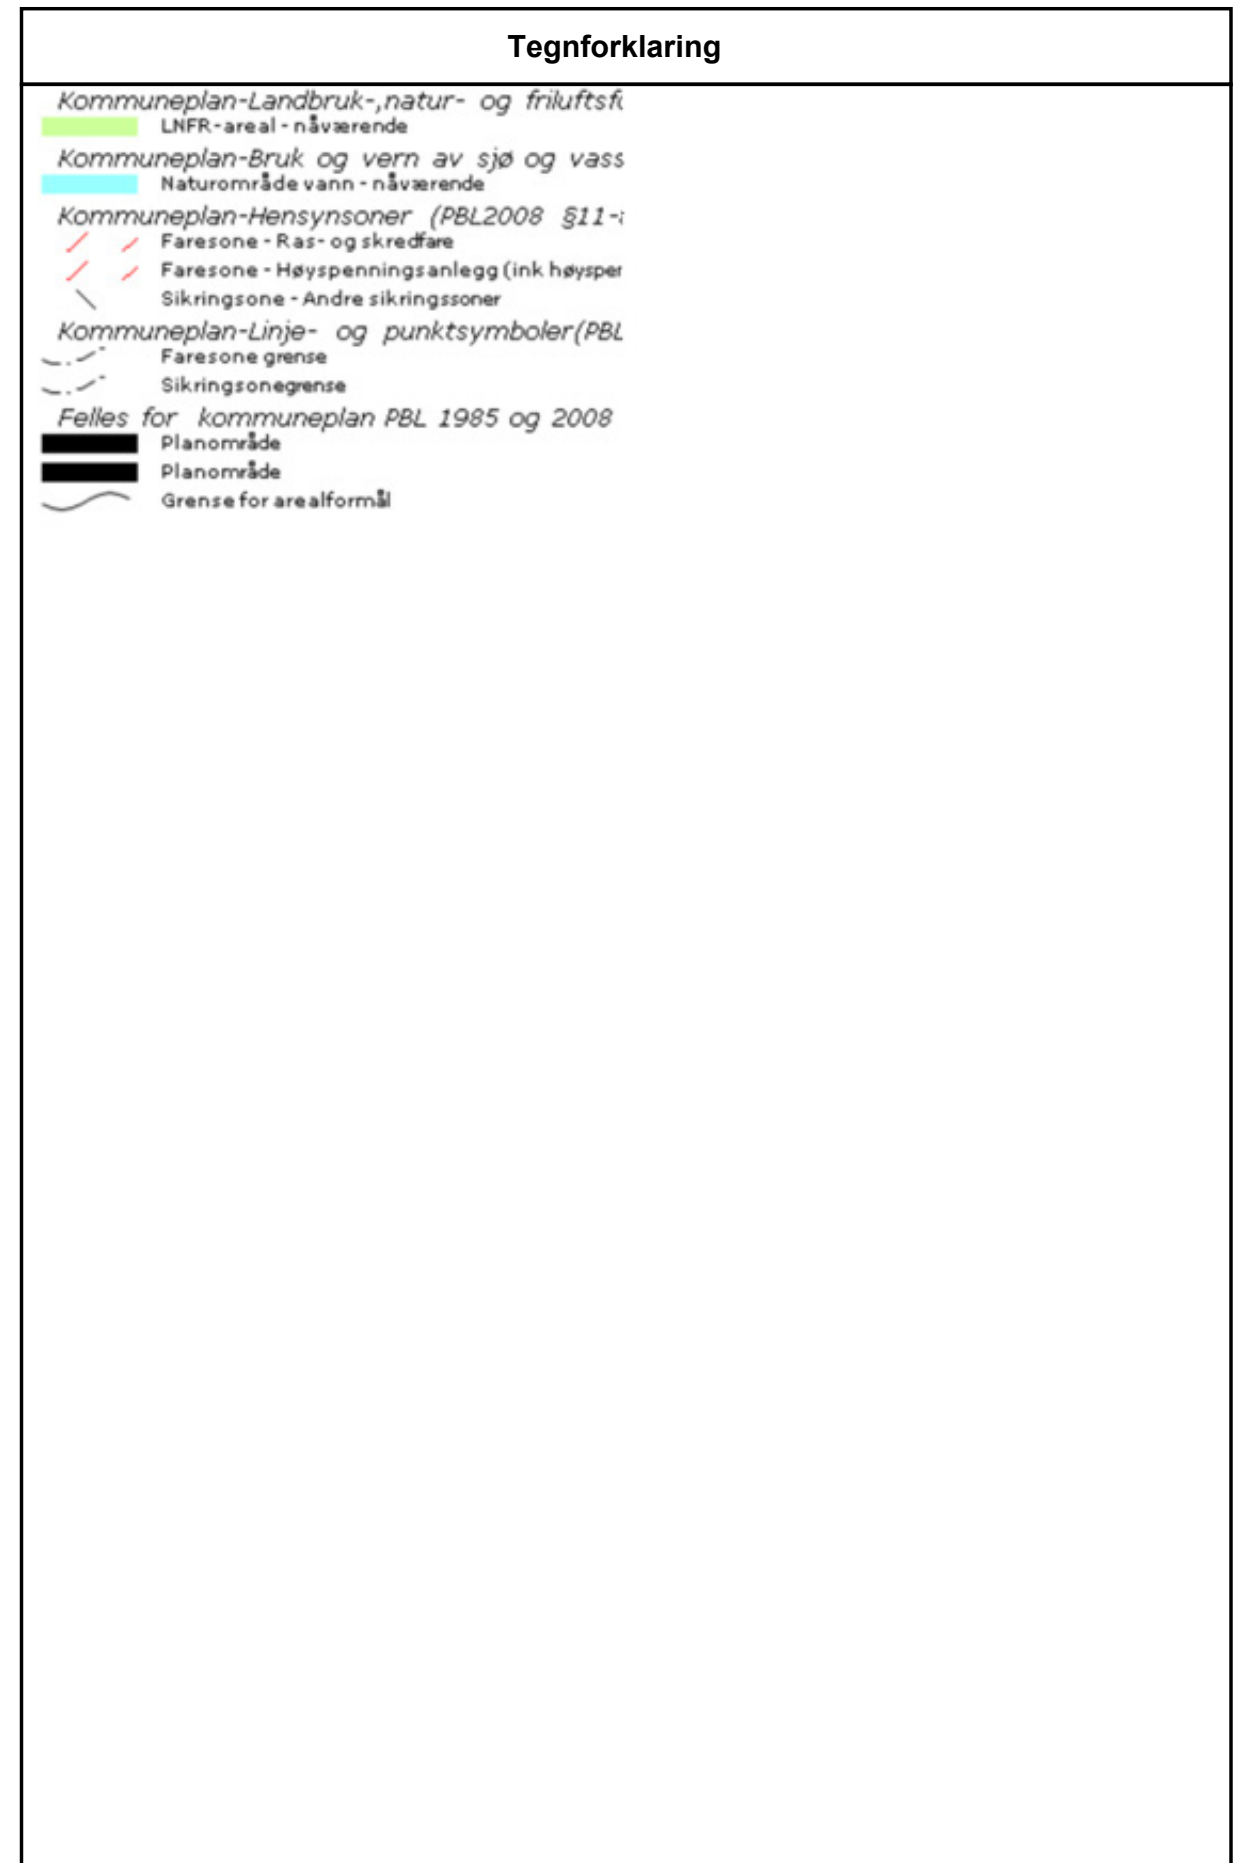 Tegnforklaring
Kommuneplan-Landbruk-,natur- og
LNFR-areal - nåværende
Kommuneplan-Bruk og vern av sjø og vass
Naturområde vann - nåværende
Kommuneplan-Hensynsoner (PBL2008
Faresone - Ras- og skredfare
Faresone - Høyspenningsanlegg (ink høysper
Sikringsone - Andre sikringssoner
Kommuneplan-Linje- og punktsymboler(PBL
Faresone grense
Sikringsonegrense
Felles for kommuneplan PBL 1985 og 2008
Planområde
Planområde
Grense for arealformål